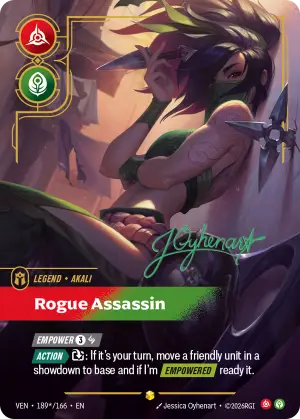 J.Oyhenart
LEGEND • AKALI
Rogue Assassin
EMPOWER 3
ACTION : If it's your turn, move a friendly unit in a
showdown to base and if I'm EMPOWERED ready it.
VEN • 189*/166 • EN
Jessica Oyhenart
©2026RGI